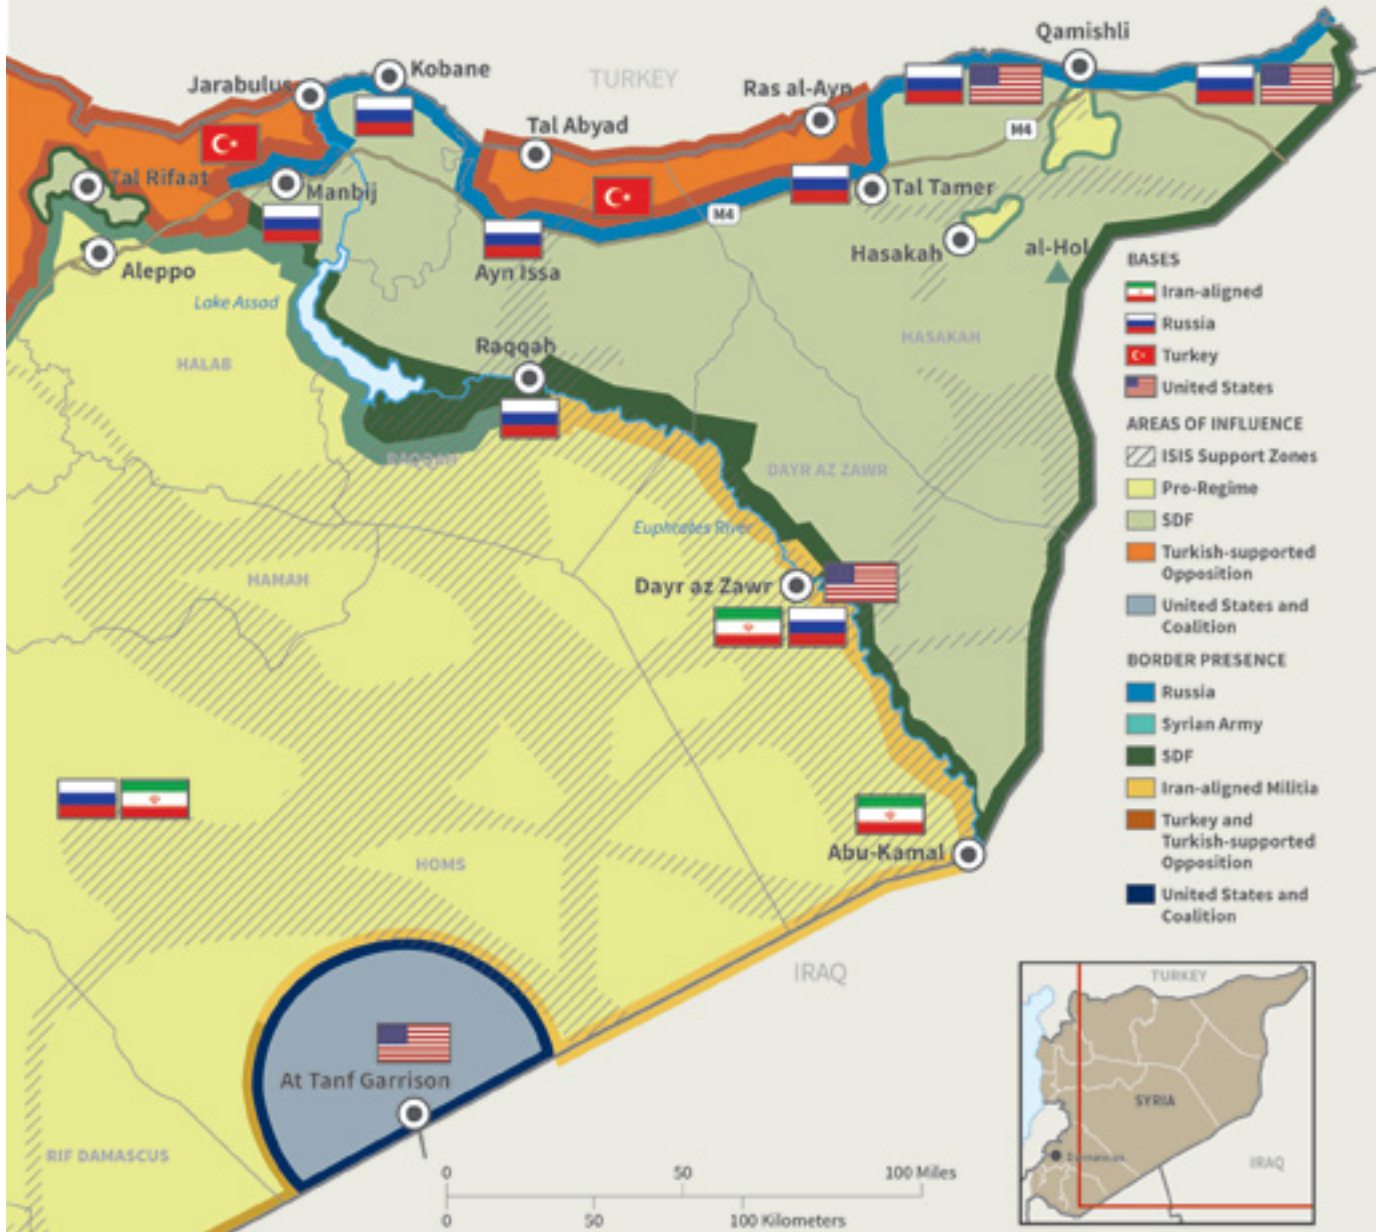 Qamishli
Kobane
TURKEY
Jarabulus
Ras al-Ayn
Tal Abyad
M4
Tal Rifaat
Manbij
Tal Tamer
M4
Hasakah
al-Hol
Aleppo
Ayn Issa
Lake Assad
HASAKAH
Raqqah
HALAB
RAQQAH
DAYR AZ ZAWR
Euphrates River
HAMAH
Dayr az Zawr
Abu-Kamal
HOMS
IRAQ
At Tanf Garrison
RIF DAMASCUS
0
50
100 Miles
0
50
100 Kilometers
BASES
Iran-aligned
Russia
Turkey
United States
AREAS OF INFLUENCE
ISIS Support Zones
Pro-Regime
SDF
Turkish-supported
Opposition
United States and
Coalition
BORDER PRESENCE
Russia
Syrian Army
SDF
Iran-aligned Militia
Turkey and
Turkish-supported
Opposition
United States and
Coalition
TURKEY
SYRIA
Damascus
IRAQ